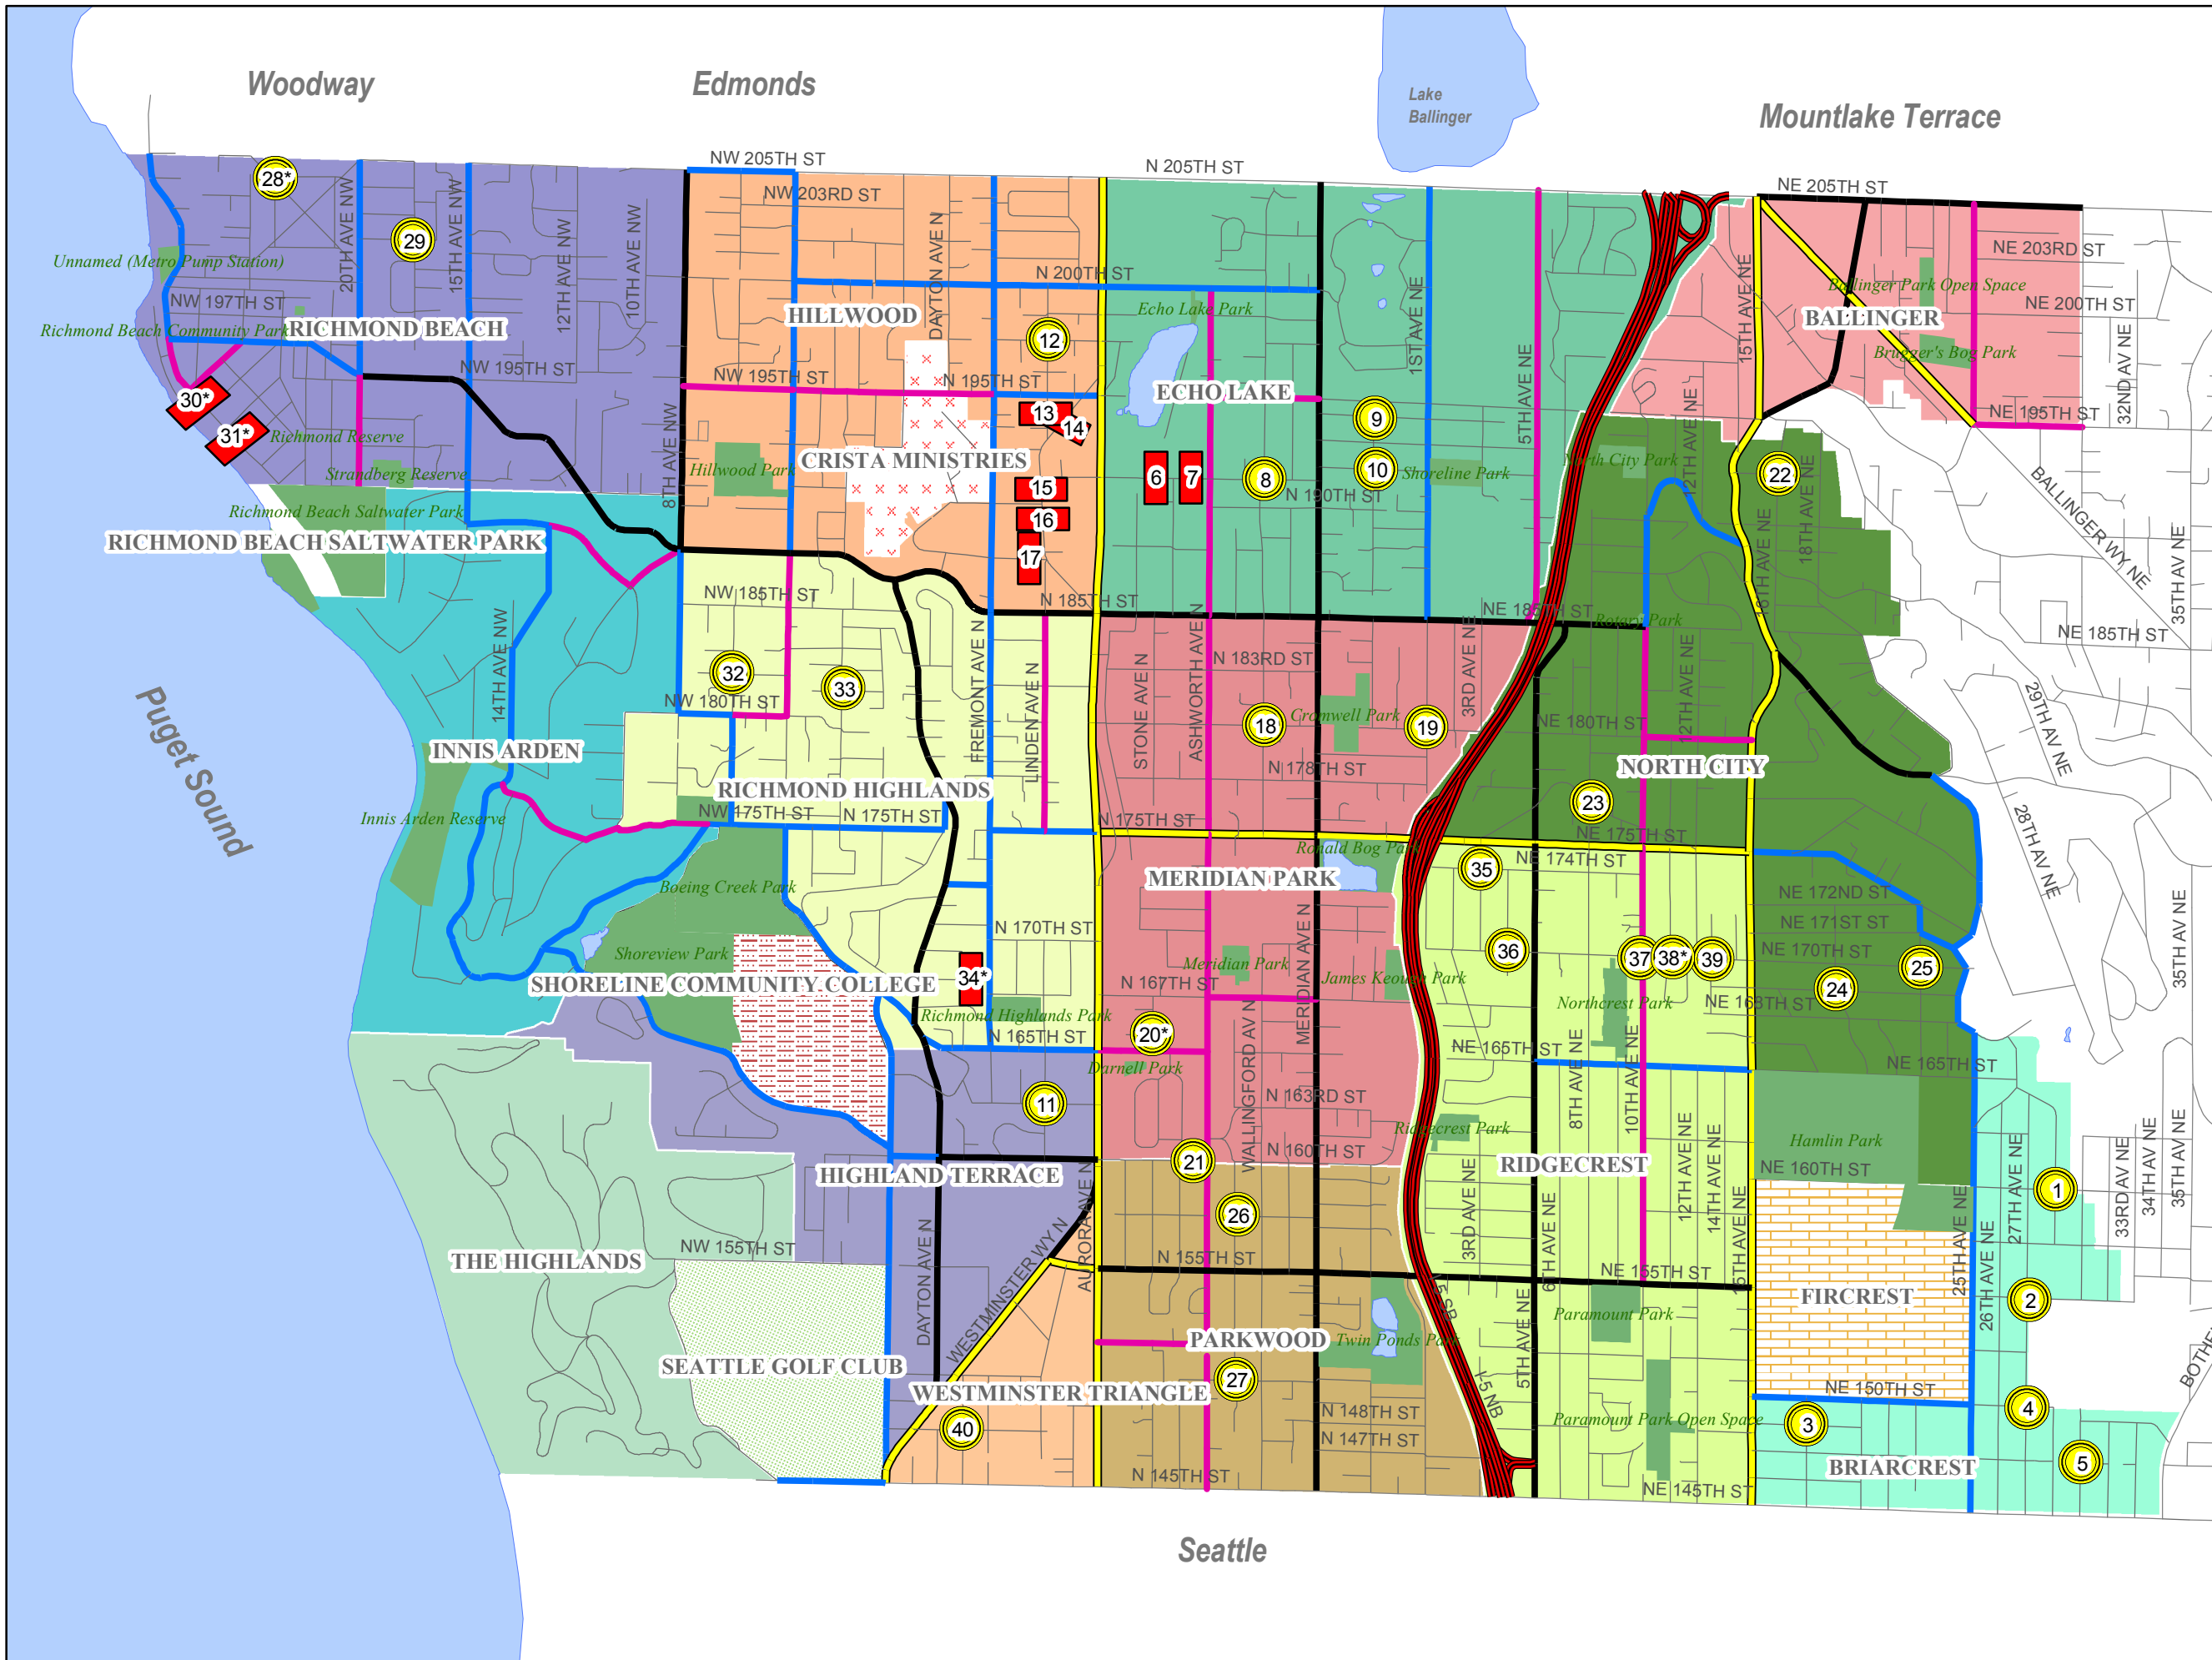 Woodway
Edmonds
Lake
Ballinger
Mountlake Terrace
NW 205TH ST
N 205TH ST
NE 205TH ST
28*
NW 203RD ST
20TH AVE NW
15TH AVE NW
12TH AVE NW
10TH AVE NW
DAYTON AVE N
29
NE 203RD ST
Unnamed (Metro Pump Station)
N 200TH ST
15TH AVE NE
Ballinger Park Open Space
NW 197TH ST
Echo Lake Park
NE 200TH ST
Richmond Beach Community Park
RICHMOND BEACH
HILLWOOD
1ST AVE NE
BALLINGER
12
5TH AVE NE
Brugger's Bog Park
32ND AV NE
NW 195TH ST
NW 195TH ST
N 195TH ST
ECHO LAKE
30*
13
14
9
12TH AVE NE
NE 195TH ST
31*
Richmond Reserve
8TH AVE NW
CRISTA MINISTRIES
North City Park
Strandberg Reserve
Hillwood Park
6
7
8
10
Shoreline Park
22
18TH AVE NE
BALLINGER WY NE
15
N 190TH ST
Richmond Beach Saltwater Park
16
RICHMOND BEACH SALTWATER PARK
17
16TH AVE NE
35TH AV NE
NW 185TH ST
N 185TH ST
NE 185TH ST
Rotary Park
NE 185TH ST
14TH AVE NW
FREMONT AVE N
LINDEN AVE N
STONE AVE N
ASHWORTH AVE N
N 183RD ST
3RD AVE NE
12TH AVE NE
32
33
NW 180TH ST
18
Cromwell Park
19
NE 180TH ST
29TH AV NE
Puget Sound
INNIS ARDEN
NORTH CITY
N 178TH ST
RICHMOND HIGHLANDS
23
28TH AV NE
Innis Arden Reserve
NW 175TH ST
N 175TH ST
N 175TH ST
NE 175TH ST
Ronald Bog Park
NE 174TH ST
35
Boeing Creek Park
MERIDIAN PARK
NE 172ND ST
NE 171ST ST
N 170TH ST
MERIDIAN AVE N
36
NE 170TH ST
35TH AV NE
Shoreview Park
37
38*
39
25
SHORELINE COMMUNITY COLLEGE
34*
Meridian Park
James Keough Park
N 167TH ST
24
Northcrest Park
NE 168TH ST
Richmond Highlands Park
20*
WALLINGFORD AV N
N 165TH ST
NE 165TH ST
8TH AVE NE
10TH AVE NE
NE 165TH ST
Darnell Park
11
N 163RD ST
Ridgecrest Park
12TH AVE NE
14TH AVE NE
Hamlin Park
33RD AV NE
34TH AV NE
35TH AV NE
N 160TH ST
21
RIDGECREST
NE 160TH ST
27TH AVE NE
1
HIGHLAND TERRACE
3RD AVE NE
6TH AVE NE
15TH AVE NE
25TH AVE NE
26TH AVE NE
26
AURORA AVE N
DAYTON AVE N
WESTMINSTER WY N
NW 155TH ST
THE HIGHLANDS
N 155TH ST
NE 155TH ST
I-5 SB
FIRCREST
2
5TH AVE NE
Paramount Park
PARKWOOD
Twin Ponds Park
SEATTLE GOLF CLUB
27
I-5 NB
WESTMINSTER TRIANGLE
NE 150TH ST
4
N 148TH ST
Paramount Park Open Space
3
40
N 147TH ST
5
BRIARCREST
N 145TH ST
NE 145TH ST
Seattle